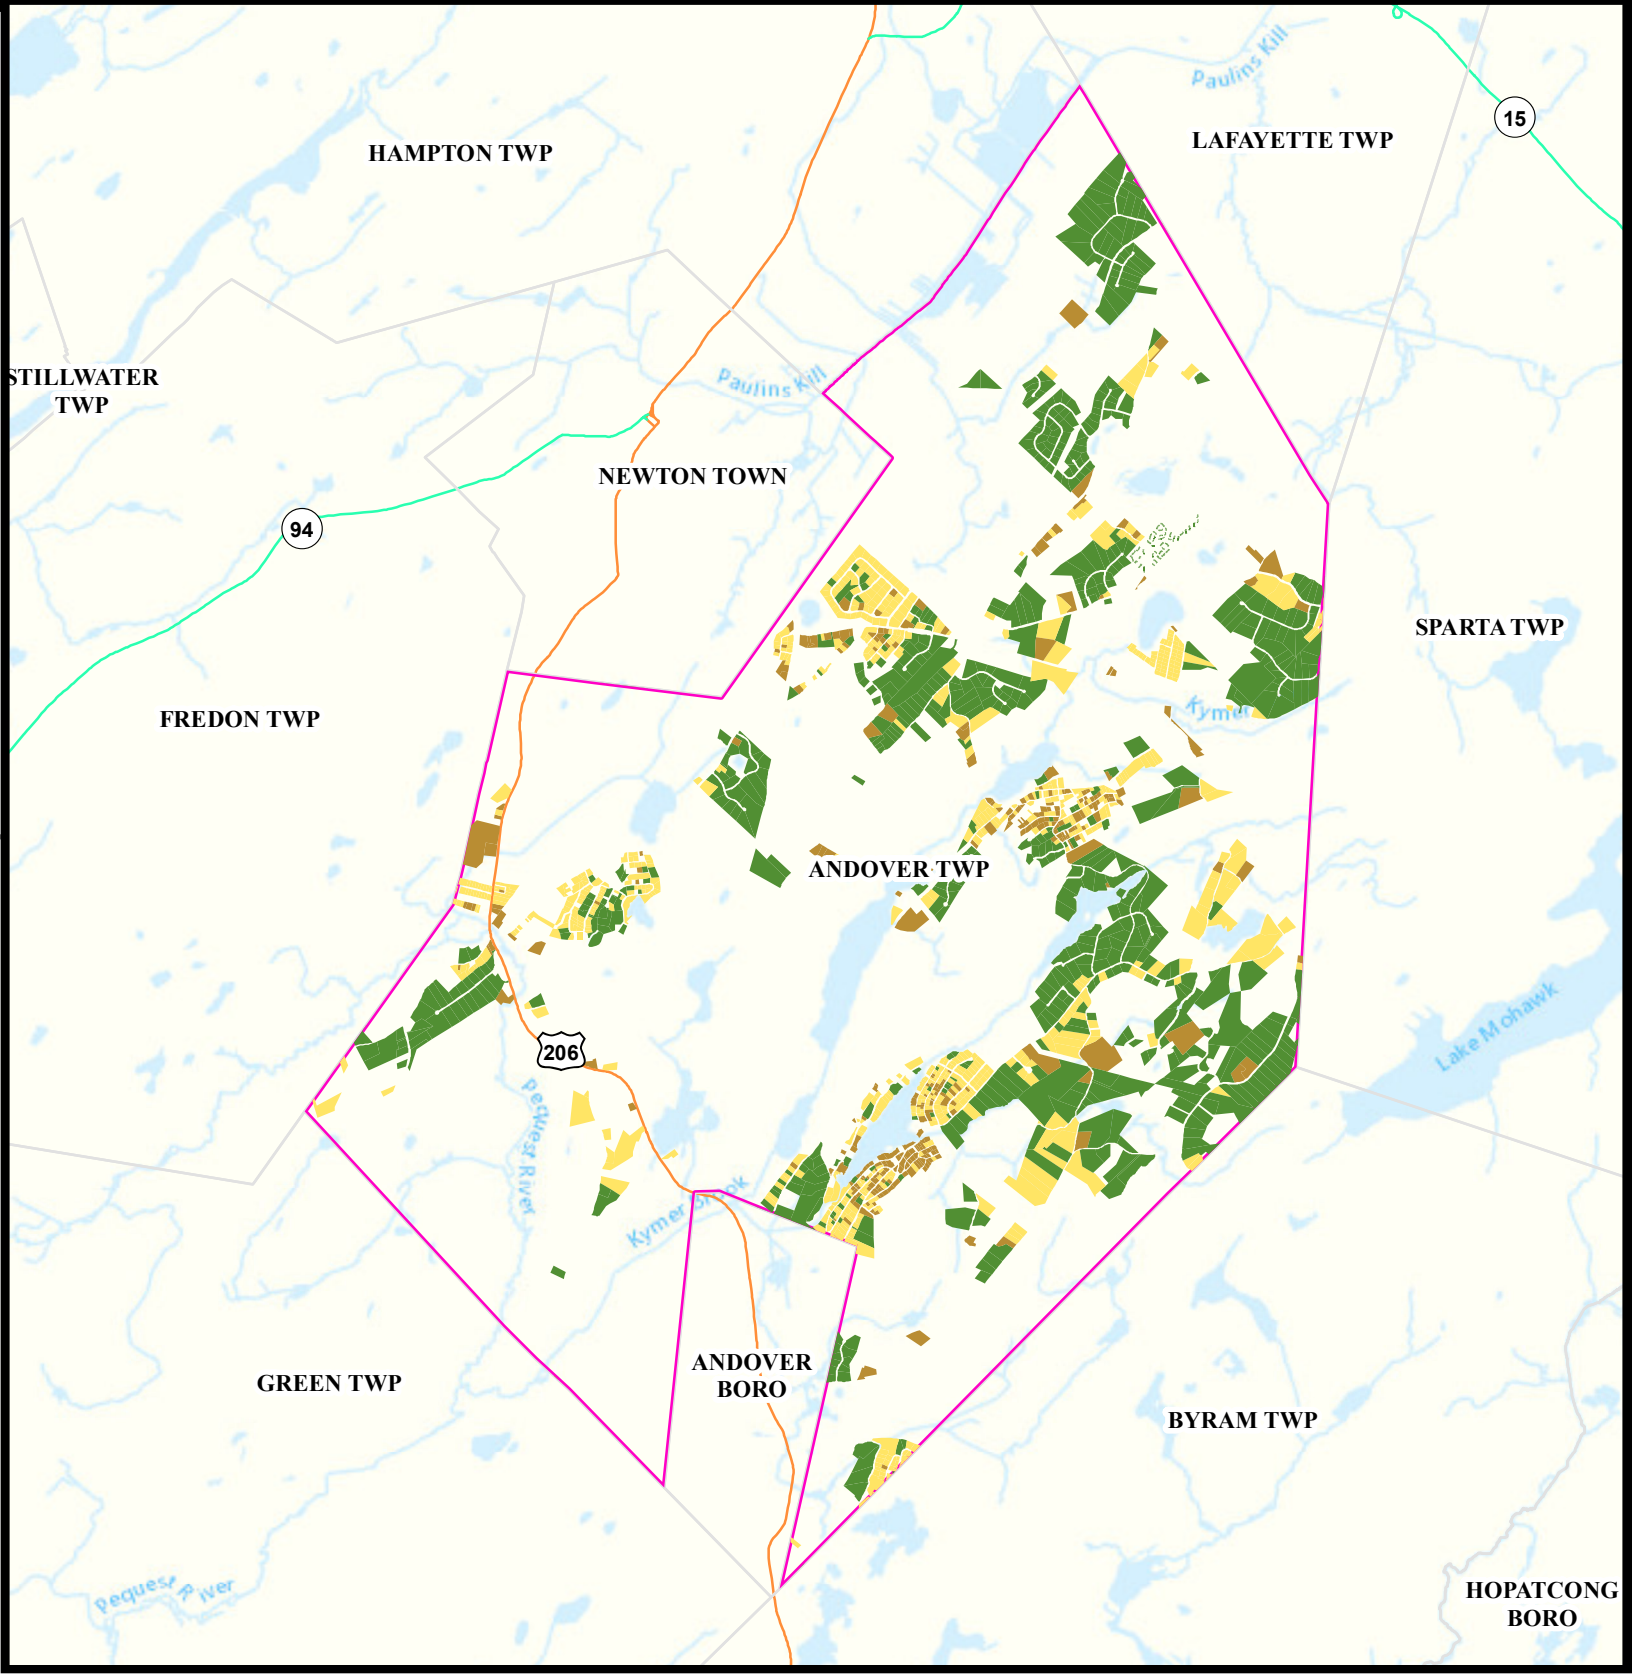 Paulins Kill
15
LAFAYETTE TWP
HAMPTON TWP
STILLWATER
TWP
Paulins Kill
NEWTON TOWN
94
SPARTA TWP
FREDON TWP
Kymer
ANDOVER TWP
Lake Mohawk
206
Pequest River
Kymer Brook
ANDOVER
BORO
GREEN TWP
BYRAM TWP
Pequest River
HOPATCONG
BORO